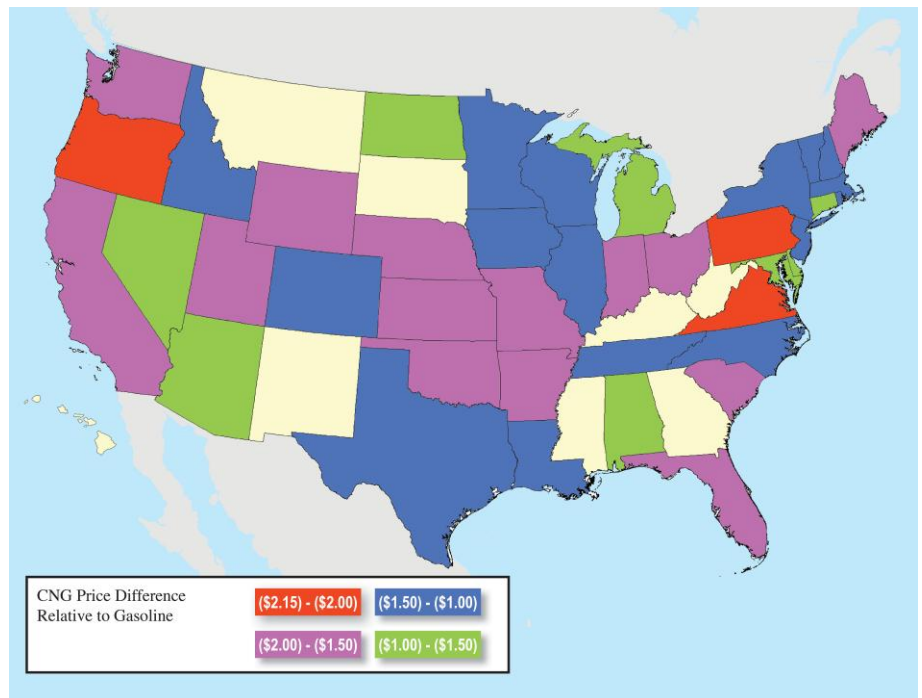 CNG Price Difference
Relative to Gasoline
($2.15) - ($2.00)
($1.50) - ($1.00)
($2.00) - ($1.50)
($1.00) - ($1.50)